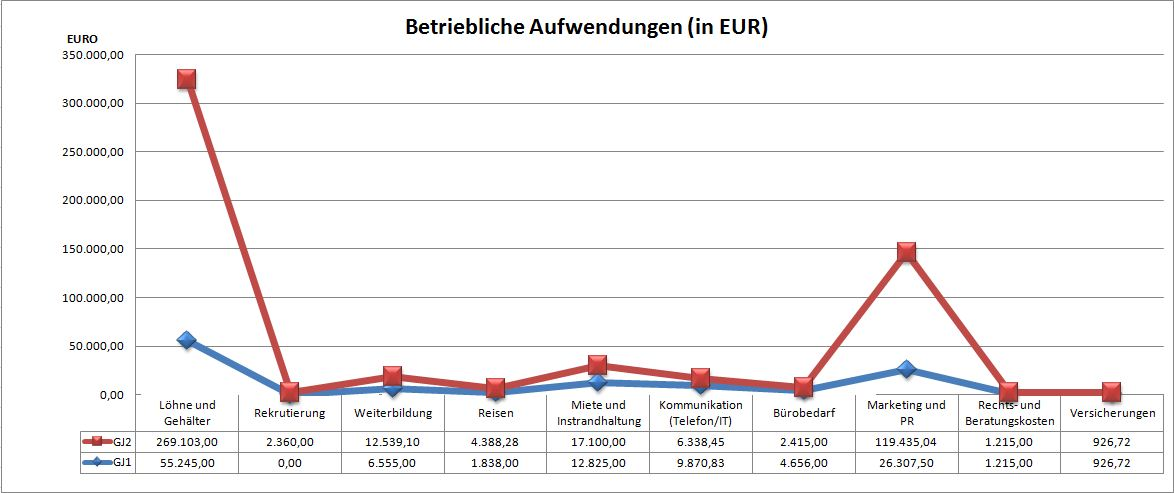 Betriebliche Aufwendungen (in EUR)
EURO
350.000,00
300.000,00
250.000,00
200.000,00
150.000,00
100.000,00
50.000,00
0,00
Löhne und Gehälter Rekrutierung Weiterbildung Reisen Miete und Instrandhaltung Kommunikation (Telefon/IT) Bürobedarf Marketing und PR Rechts- und Beratungskosten Versicherungen
GJ2 269.103,00 2.360,00 12.539,10 4.388,28 17.100,00 6.338,45 2.415,00 119.435,04 1.215,00 926,72
GJ1 55.245,00 0,00 6.555,00 1.838,00 12.825,00 9.870,83 4.656,00 26.307,50 1.215,00 926,72